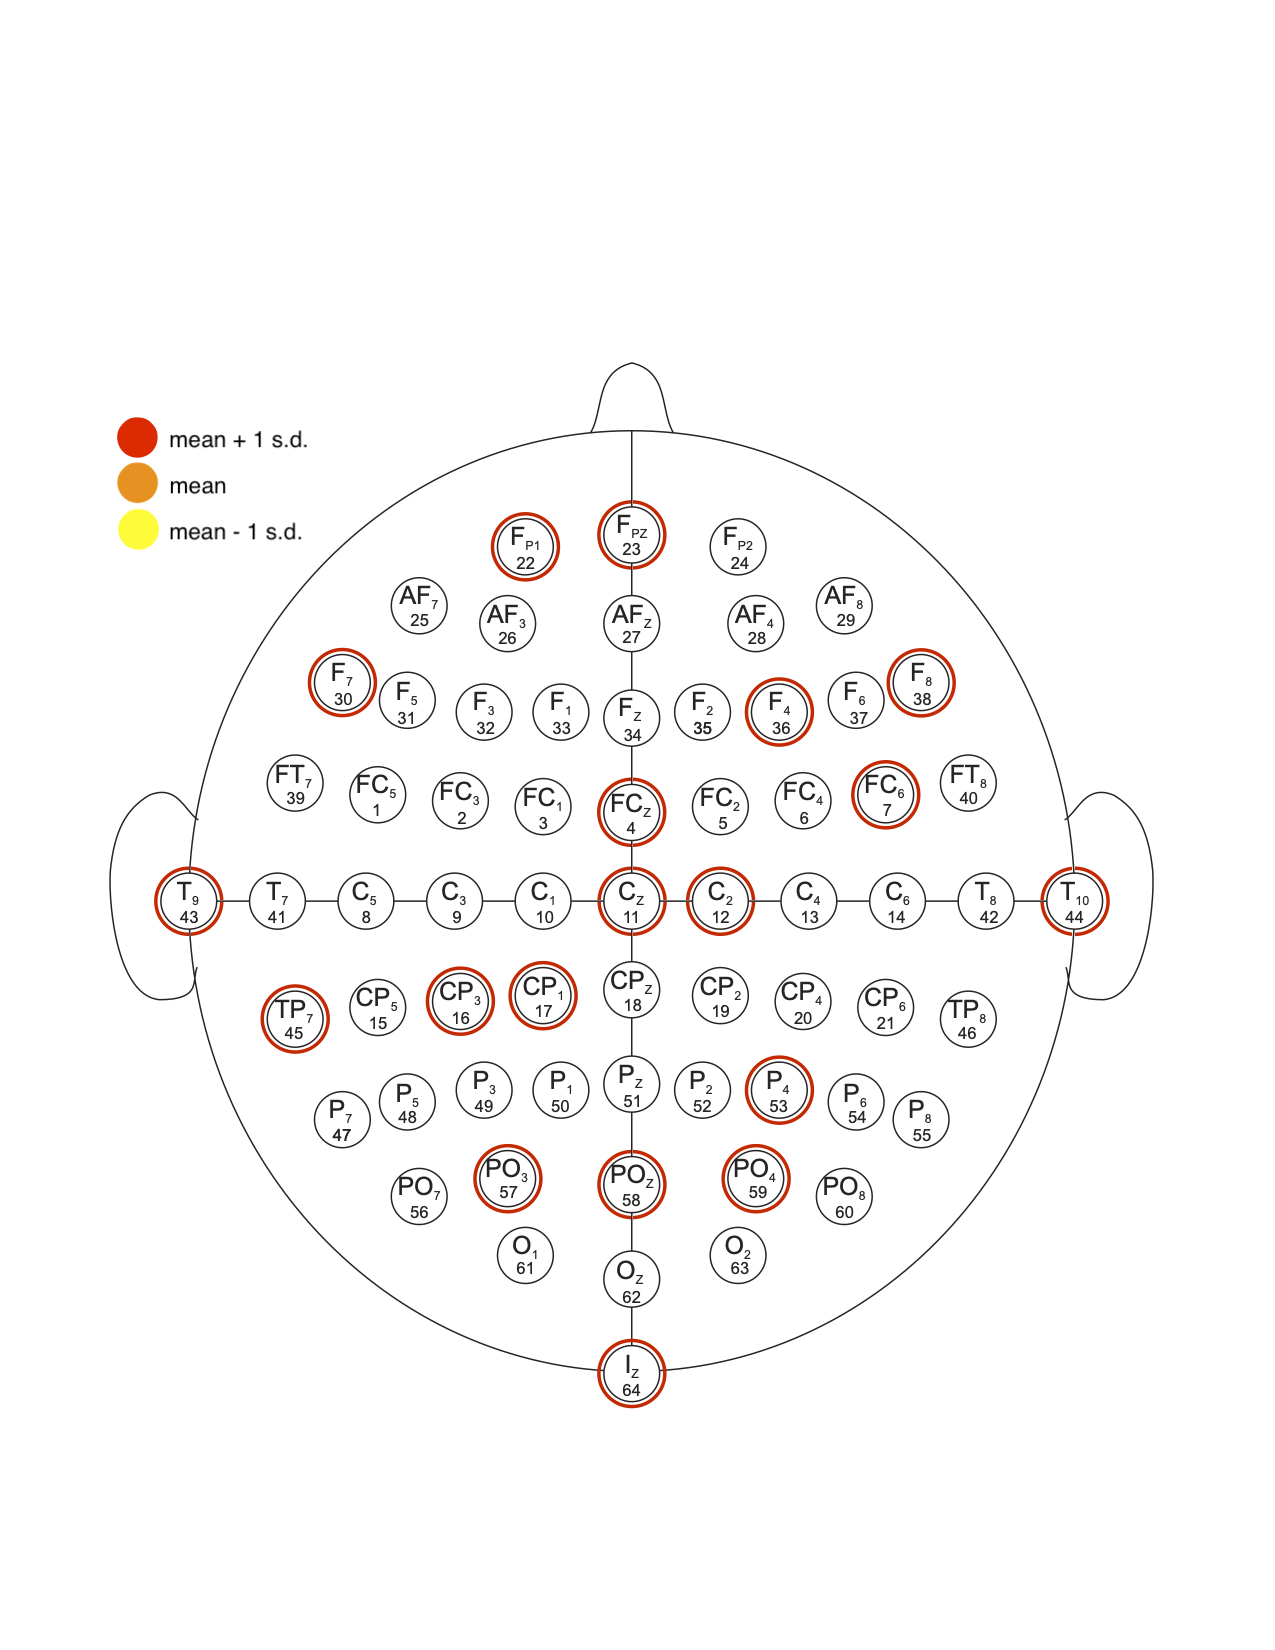 mean + 1 s.d.
mean
mean - 1 s.d.
FP1 FPZ FP2
22 23 24
AF7 AF3 AFZ AF4 AF8
25 26 27 28 29
F7 F5 F3 F1 FZ F2 F4 F6 F8
30 31 32 33 34 35 36 37 38
FT7 FC5 FC3 FC1 FCZ FC2 FC4 FC6 FT8
39 1 2 3 4 5 6 7 40
T9 T7 C5 C3 C1 CZ C2 C4 C6 T8 T10
43 41 8 9 10 11 12 13 14 42 44
TP7 CP5 CP3 CP1 CPZ CP2 CP4 CP6 TP8
45 15 16 17 18 19 20 21 46
P7 P5 P3 P1 PZ P2 P4 P6 P8
47 48 49 50 51 52 53 54 55
PO7 PO3 POZ PO4 PO8
56 57 58 59 60
O1 OZ O2
61 62 63
IZ
64